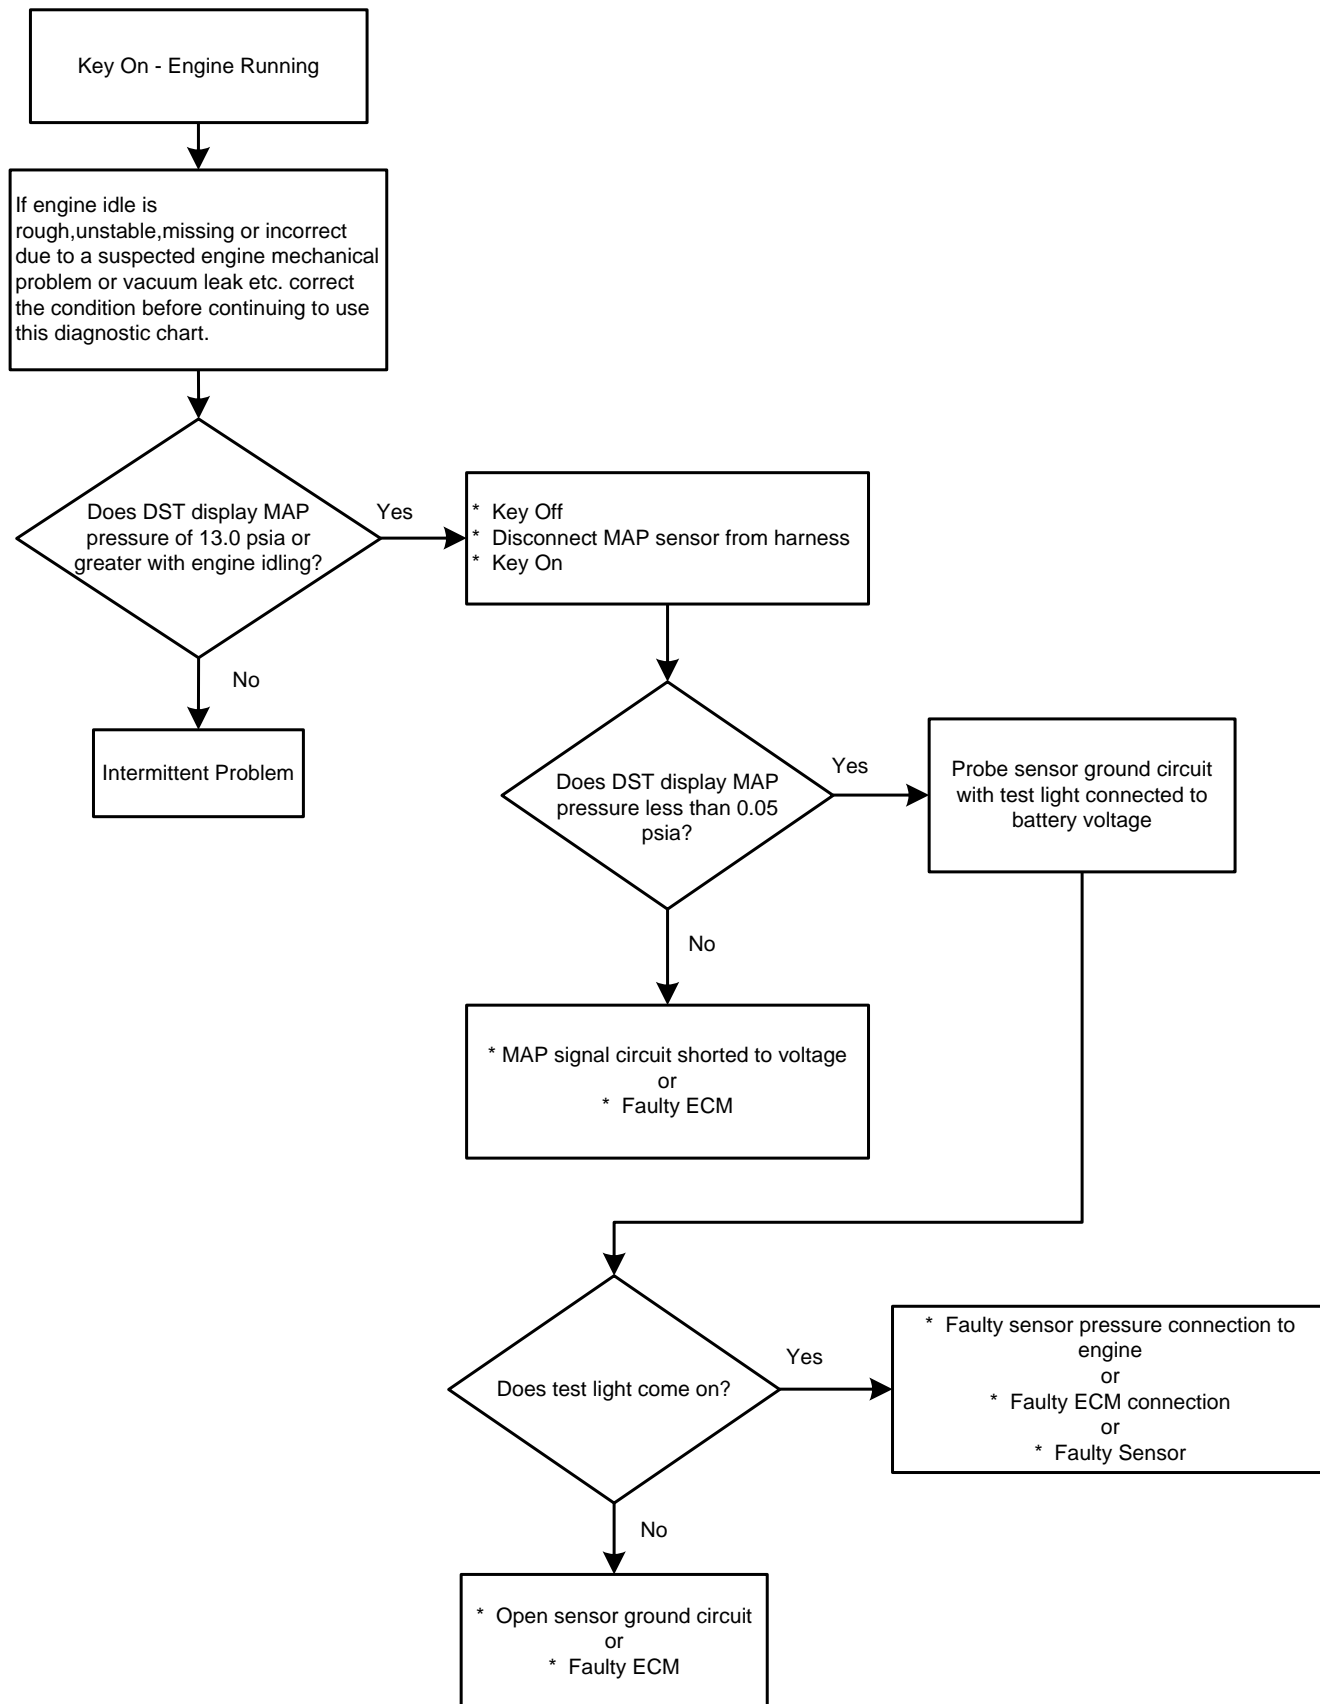 Key On - Engine Running
If engine idle is
rough,unstable,missing or incorrect
due to a suspected engine mechanical
problem or vacuum leak etc. correct
the condition before continuing to use
this diagnostic chart.
Does DST display MAP
pressure of 13.0 psia or
greater with engine idling?
Yes
* Key Off
* Disconnect MAP sensor from harness
* Key On
No
Intermittent Problem
Does DST display MAP
pressure less than 0.05
psia?
Yes
Probe sensor ground circuit
with test light connected to
battery voltage
No
* MAP signal circuit shorted to voltage
or
* Faulty ECM
Does test light come on?
Yes
* Faulty sensor pressure connection to
engine
or
* Faulty ECM connection
or
* Faulty Sensor
No
* Open sensor ground circuit
or
* Faulty ECM